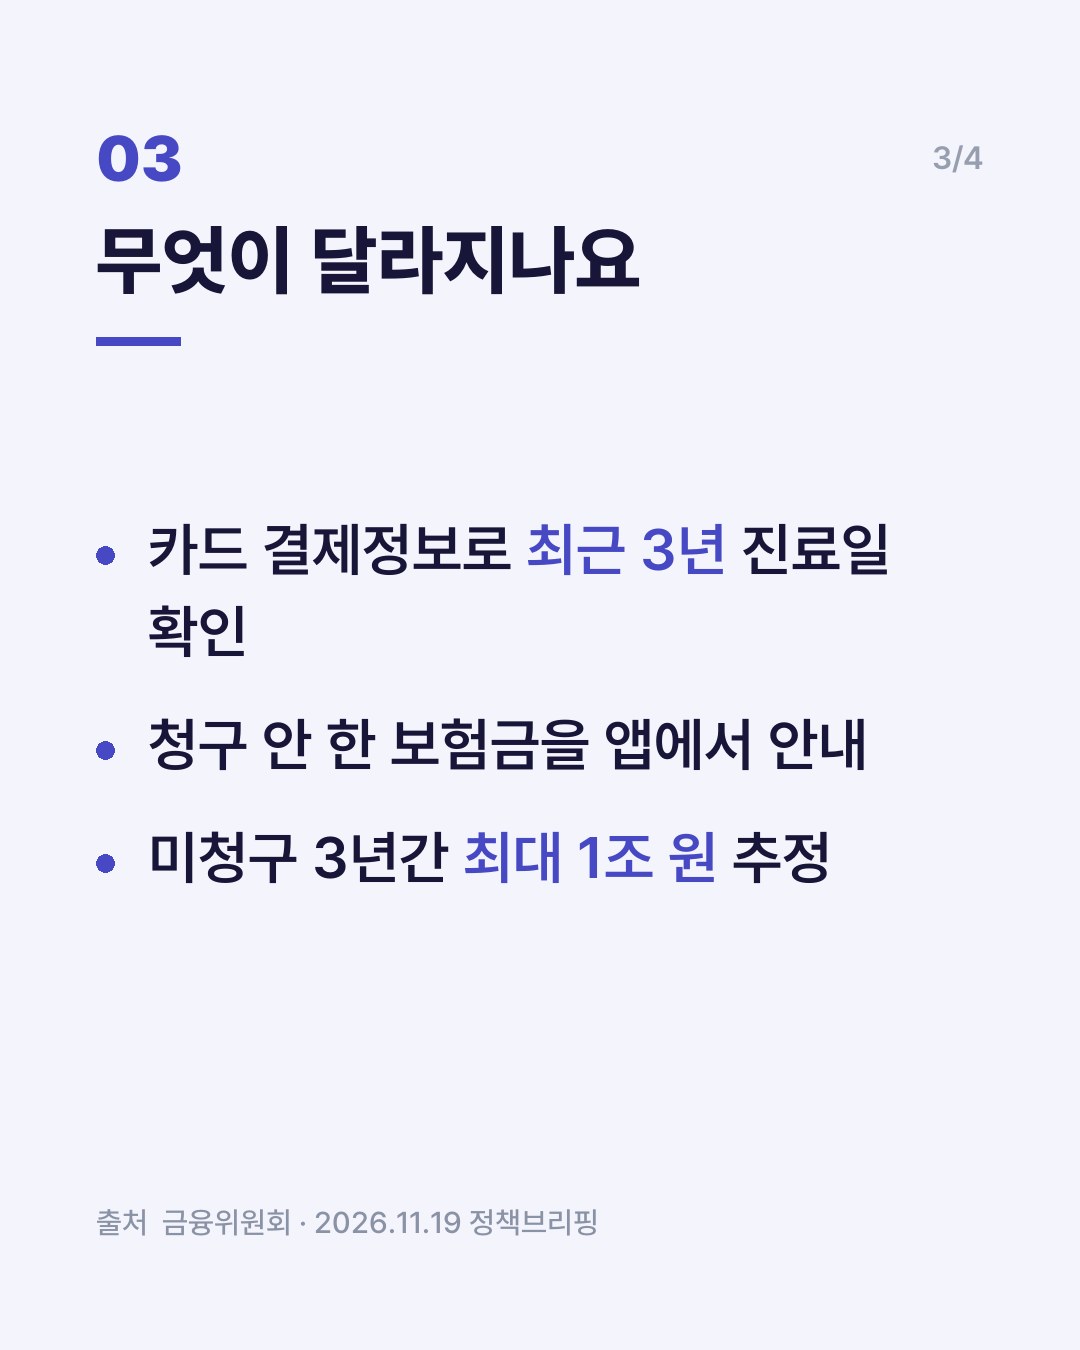 03
3/4
무엇이 달라지나요
카드 결제정보로 최근 3년 진료일
확인
청구 안 한 보험금을 앱에서 안내
미청구 3년간 최대 1조 원 추정
출처 금융위원회 · 2026.11.19 정책브리핑